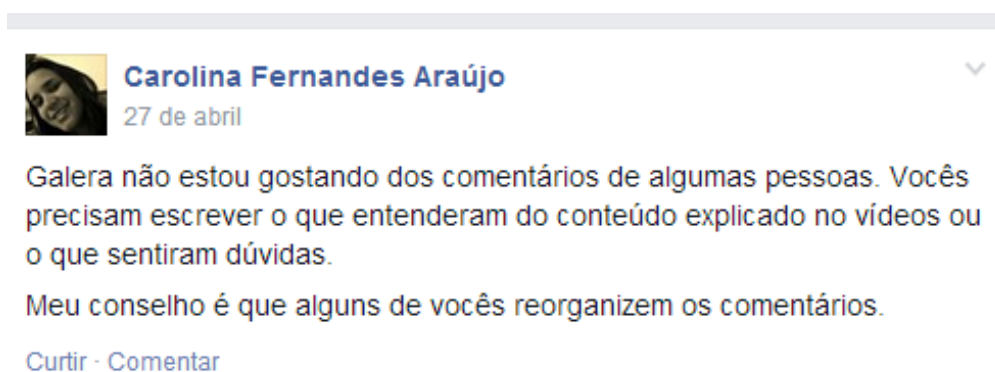 Carolina Fernandes Araújo
27 de abril
Galera não estou gostando dos comentários de algumas pessoas. Vocês
precisam escrever o que entenderam do conteúdo explicado no vídeos ou
o que sentiram dúvidas.
Meu conselho é que alguns de vocês reorganizem os comentários.
Curtir · Comentar